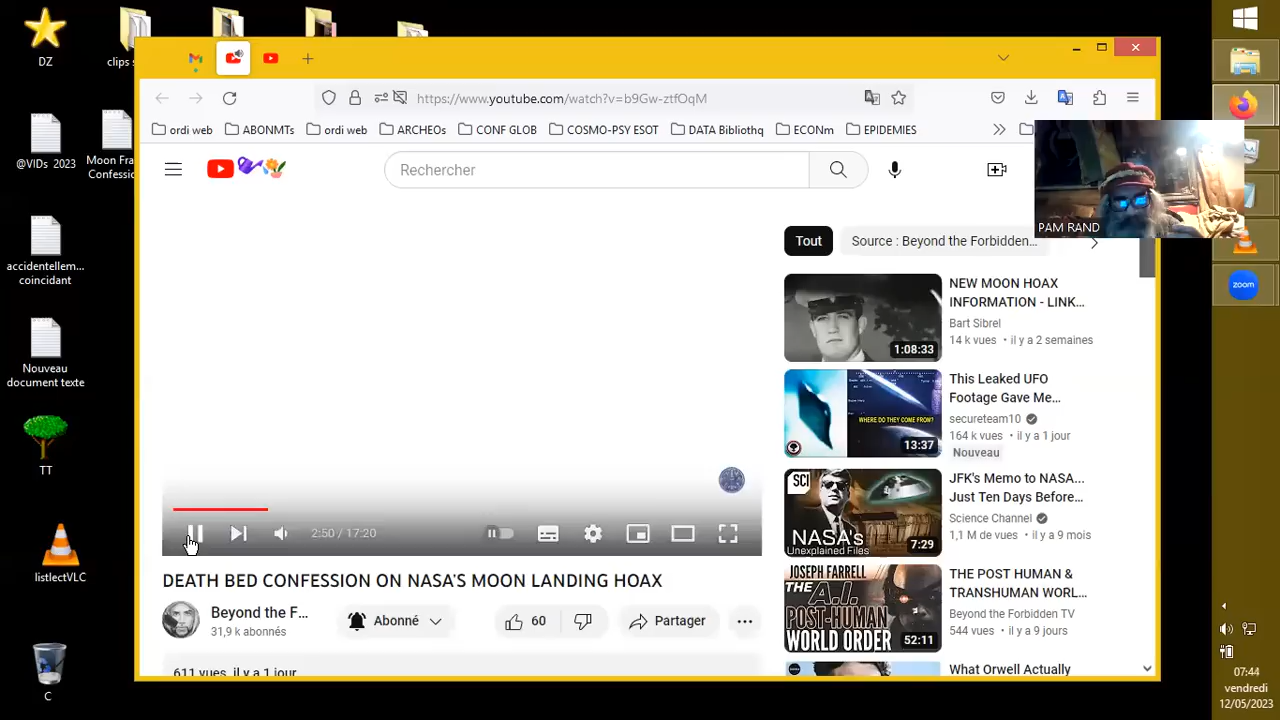 DZ
clips s
@VIDs 2023
Moon Fra
Confession
accidentellem...
coincidant
Nouveau
document texte
TT
listlectVLC
C
https://www.youtube.com/watch?v=b9Gw-ztfOqM
ordi web
ABONMTs
ordi web
ARCHEOs
CONF GLOB
COSMO-PSY ESOT
DATA Bibliothq
ECONm
EPIDEMIES
Rechercher
PAM RAND
zoom
Tout
Source : Beyond the Forbidden...
2:50 / 17:20
DEATH BED CONFESSION ON NASA'S MOON LANDING HOAX
Beyond the F...
31,9 k abonnés
Abonné
60
Partager
611 vues il y a 1 jour
1:08:33
NEW MOON HOAX
INFORMATION - LINK...
Bart Sibrel
14 k vues • il y a 2 semaines
WHERE DO THEY COME FROM?
13:37
This Leaked UFO
Footage Gave Me...
secureteam10
164 k vues • il y a 1 jour
Nouveau
SCI
NASA's
Unexplained Files
7:29
JFK's Memo to NASA...
Just Ten Days Before...
Science Channel
1,1 M de vues • il y a 9 mois
JOSEPH FARRELL
THE A.I.
POST-HUMAN
WORLD ORDER
52:11
THE POST HUMAN &
TRANSHUMAN WORL...
Beyond the Forbidden TV
544 vues • il y a 9 jours
What Orwell Actually
07:44
vendredi
12/05/2023